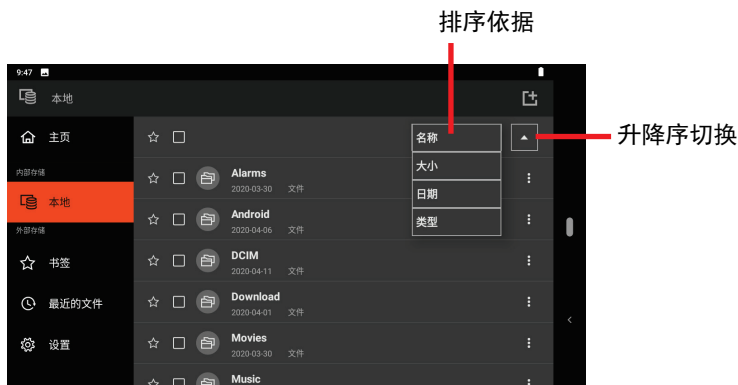 排序依据
9:47
本地
升降序切换
主页
名称
内部存储
大小
Alarms
2020-03-30 文件
日期
本地
Android
2020-04-06 文件
类型
外部存储
书签
DCIM
2020-04-11 文件
最近的文件
Download
2020-04-01 文件
设置
Movies
2020-03-30 文件
Music